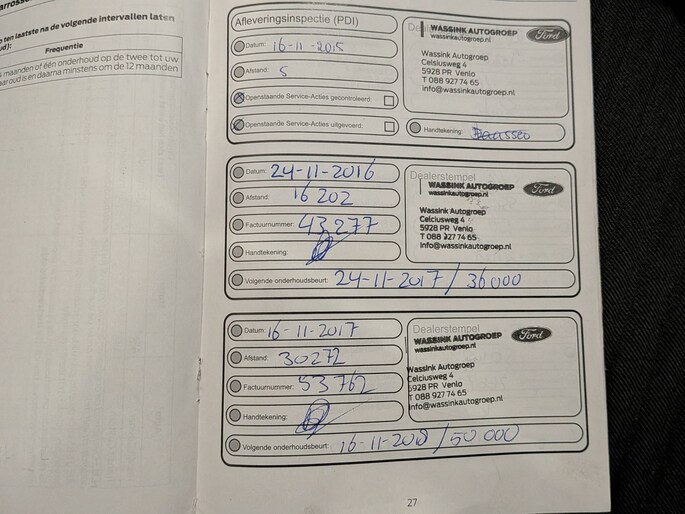 op ten laatste na de volgende intervallen laten
Frequentie
maanden of één onderhoud op de twee tot uw
aar oud is en daarna minstens om de 12 maanden
Afleveringsinspectie (PDI)
Datum: 16-11-2015
Afstand: 5
Openstaande Service-Acties gecontroleerd:
Openstaande Service-Acties uitgevoerd:
WASSINK AUTOGROEP
wassinkautogroep.nl
Ford
Wassink Autogroep
Celsiusweg 4
5928 PR Venlo
T 088 927 74 65
info@wassinkautogroep.nl
Handtekening:
Datum: 24-11-2016
Afstand: 16 202
Factuurnummer: 43277
Handtekening:
Dealerstempel
WASSINK AUTOGROEP
wassinkautogroep.nl
Ford
Wassink Autogroep
Celciusweg 4
5928 PR Venlo
T 088 927 74 65
info@wassinkautogroep.nl
Volgende onderhoudsbeurt: 24-11-2017 / 36000
Datum: 16-11-2017
Afstand: 30272
Factuurnummer: 53762
Handtekening:
Dealerstempel
WASSINK AUTOGROEP
wassinkautogroep.nl
Ford
Wassink Autogroep
Celciusweg 4
5928 PR Venlo
T 088 927 74 65
info@wassinkautogroep.nl
Volgende onderhoudsbeurt: 16-11-2018 / 50 000
27